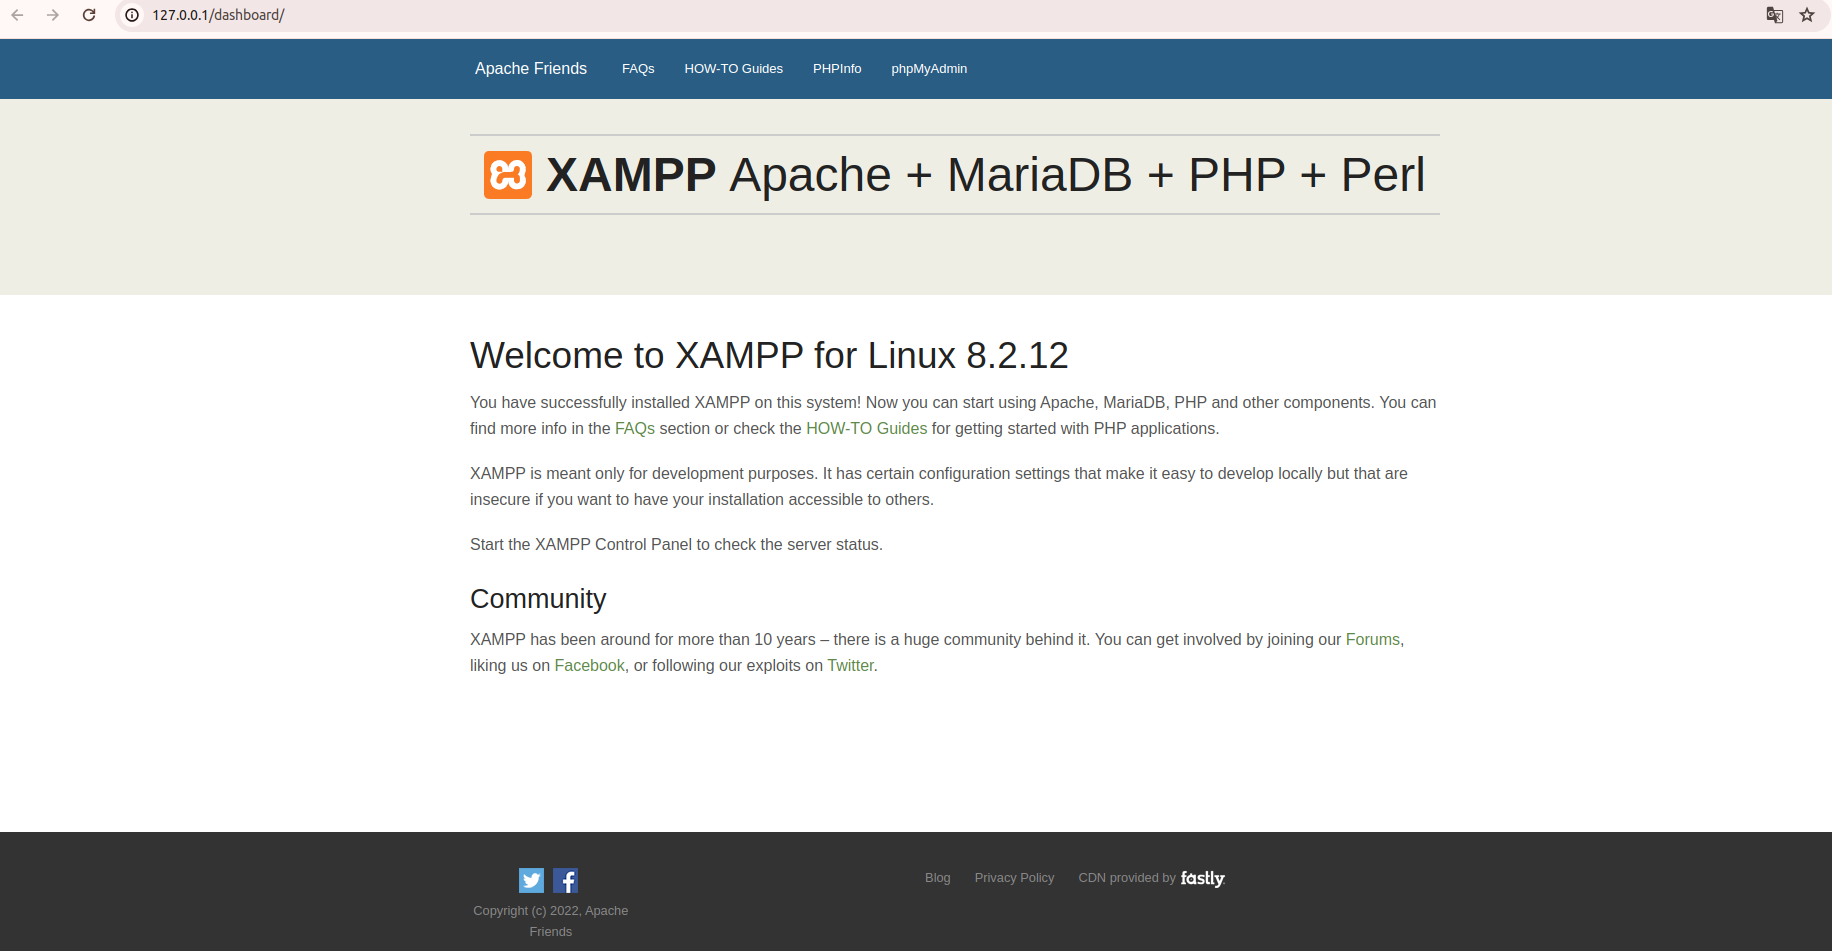 127.0.0.1/dashboard/
Apache Friends FAQs HOW-TO Guides PHPInfo phpMyAdmin
XAMPP Apache + MariaDB + PHP + Perl
Welcome to XAMPP for Linux 8.2.12
You have successfully installed XAMPP on this system! Now you can start using Apache, MariaDB, PHP and other components. You can
find more info in the FAQs section or check the HOW-TO Guides for getting started with PHP applications.
XAMPP is meant only for development purposes. It has certain configuration settings that make it easy to develop locally but that are
insecure if you want to have your installation accessible to others.
Start the XAMPP Control Panel to check the server status.
Community
XAMPP has been around for more than 10 years – there is a huge community behind it. You can get involved by joining our Forums,
liking us on Facebook, or following our exploits on Twitter.
Blog Privacy Policy CDN provided by fastly
Copyright (c) 2022, Apache
Friends